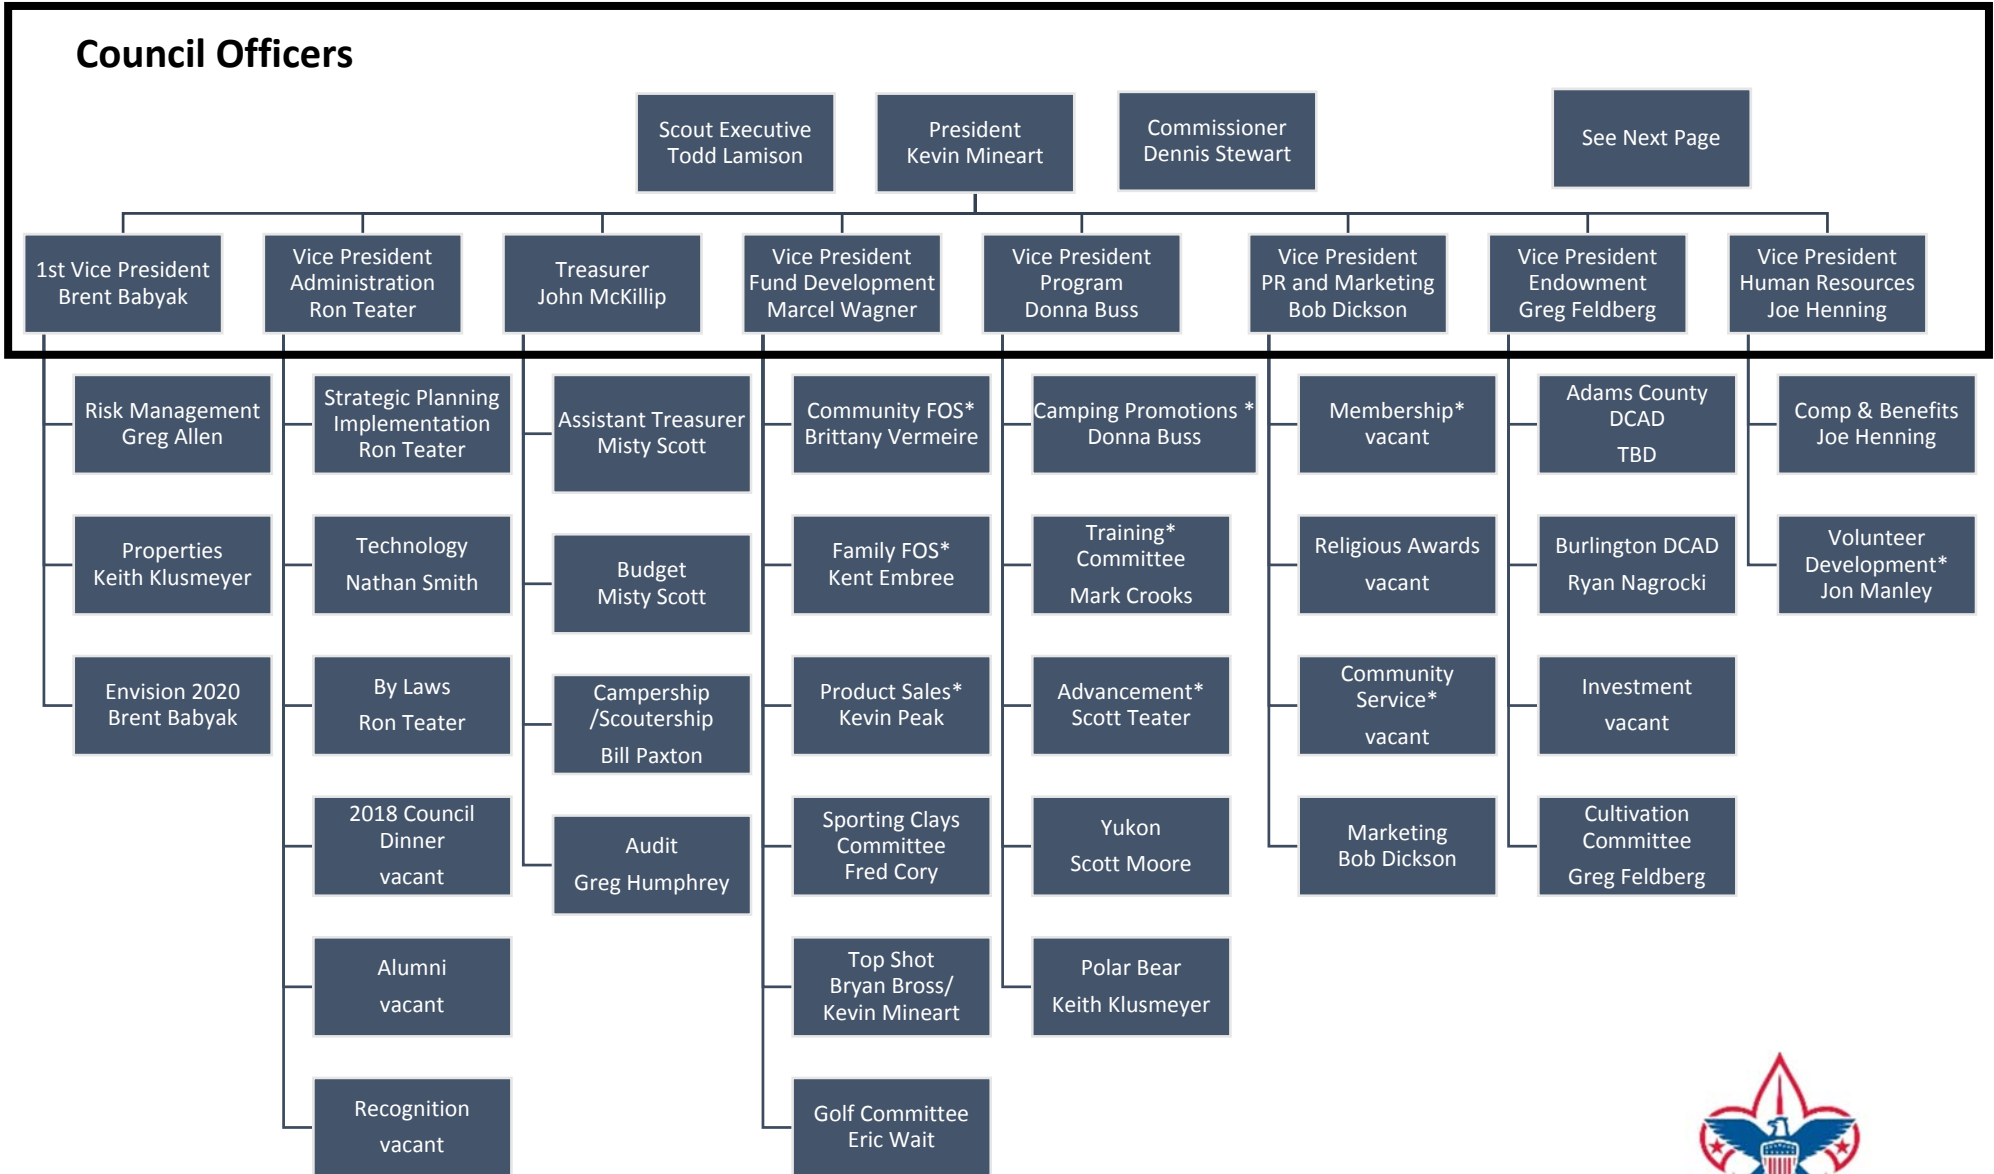 Council Officers
Scout Executive
Todd Lamison
President
Kevin Mineart
Commissioner
Dennis Stewart
See Next Page
1st Vice President
Brent Babyak
Vice President
Administration
Ron Teater
Treasurer
John McKillip
Vice President
Fund Development
Marcel Wagner
Vice President
Program
Donna Buss
Vice President
PR and Marketing
Bob Dickson
Vice President
Endowment
Greg Feldberg
Vice President
Human Resources
Joe Henning
Risk Management
Greg Allen
Properties
Keith Klusmeyer
Envision 2020
Brent Babyak
Strategic Planning
Implementation
Ron Teater
Technology
Nathan Smith
By Laws
Ron Teater
2018 Council
Dinner
vacant
Alumni
vacant
Recognition
vacant
Assistant Treasurer
Misty Scott
Budget
Misty Scott
Campership
/Scoutership
Bill Paxton
Audit
Greg Humphrey
Community FOS*
Brittany Vermeire
Family FOS*
Kent Embree
Product Sales*
Kevin Peak
Sporting Clays
Committee
Fred Cory
Top Shot
Bryan Bross/
Kevin Mineart
Golf Committee
Eric Wait
Camping Promotions *
Donna Buss
Training*
Committee
Mark Crooks
Advancement*
Scott Teater
Yukon
Scott Moore
Polar Bear
Keith Klusmeyer
Membership*
vacant
Religious Awards
vacant
Community
Service*
vacant
Marketing
Bob Dickson
Adams County
DCAD
TBD
Burlington DCAD
Ryan Nagrocki
Investment
vacant
Cultivation
Committee
Greg Feldberg
Comp & Benefits
Joe Henning
Volunteer
Development*
Jon Manley